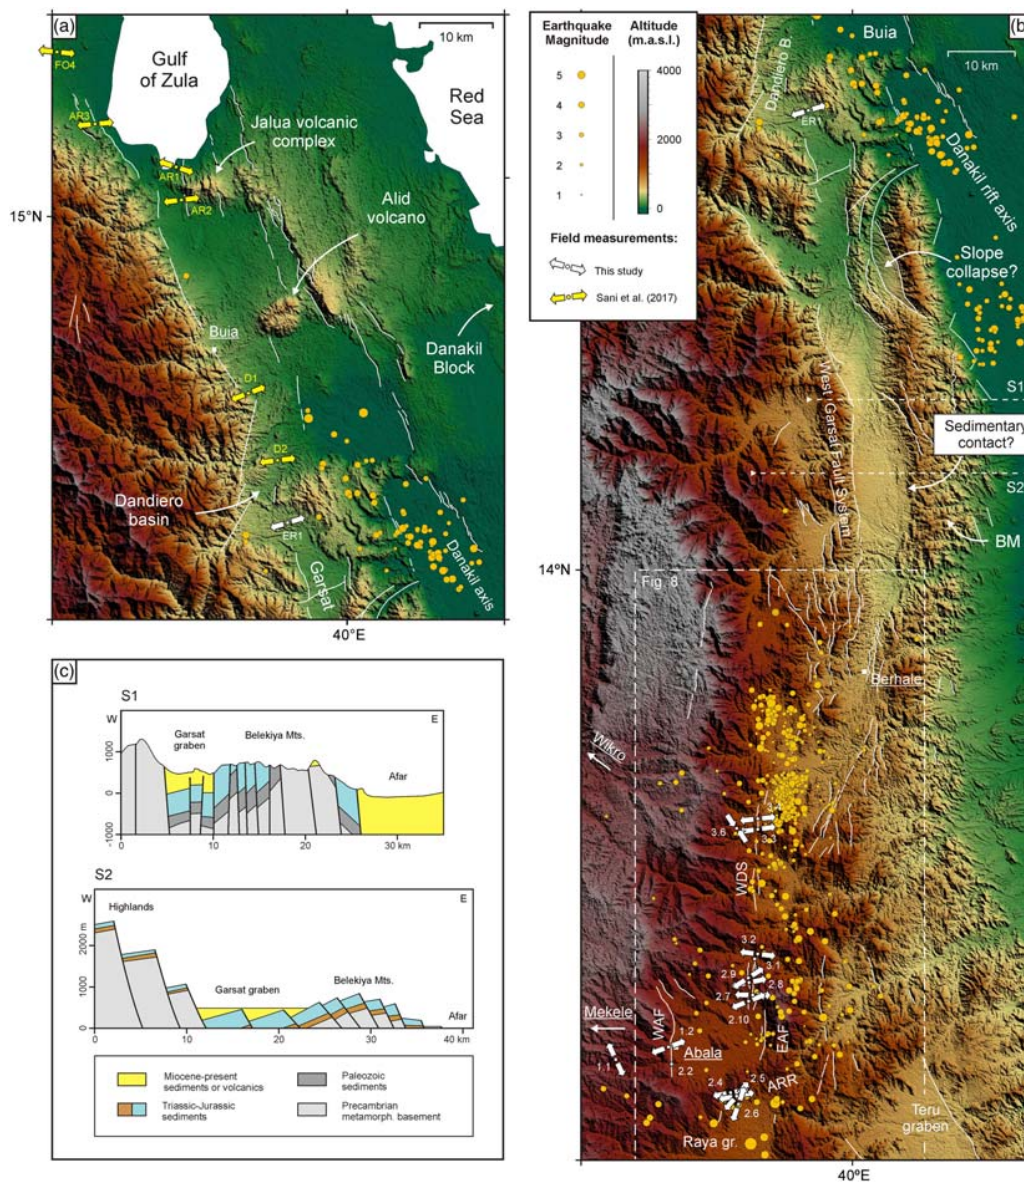 (a)
10 km
Gulf
of Zula
Red
Sea
FO4
AR3
AR1
AR2
Jalua volcanic
complex
15°N
Alid
volcano
Buia
Danakil
Block
D1
D2
Dandiero
basin
ER1
Garsat
Danakil axis
40°E
Earthquake
Magnitude
5
4
3
2
1
Altitude
(m.a.s.l.)
4000
2000
0
Field measurements:
This study
Sani et al. (2017)
(b)
10 km
Buia
Dandiero B.
ER1
Danakil rift axis
Slope
collapse?
S1
West Garsat Fault System
Sedimentary
contact?
S2
BM
14°N
Fig. 8
Berhale
Wikro
3.6
3.3
WDS
3.2
3.1
2.9
2.8
2.7
2.10
Mekele
WAF
1.2
EAF
Abala
1.1
2.2
2.5
2.4
ARR
2.6
Raya gr.
Teru
graben
40°E
(c)
S1
W
E
Garsat
graben
Belekiya Mts.
Afar
1000
0
-1000
0
10
20
30 km
S2
W
E
Highlands
2000 m
1000
0
Garsat graben
Belekiya Mts.
Afar
0
10
20
30
40 km
Miocene-present
sediments or volcanics
Paleozoic
sediments
Triassic-Jurassic
sediments
Precambrian
metamorph. basement